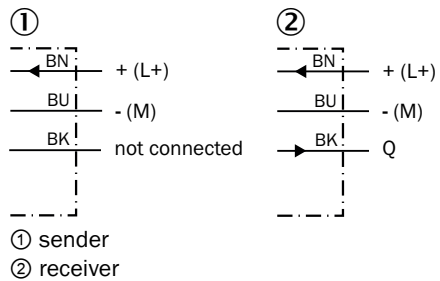 ① ②
BN + (L+) BN + (L+)
BU - (M) BU - (M)
BK not connected BK Q
① sender
② receiver